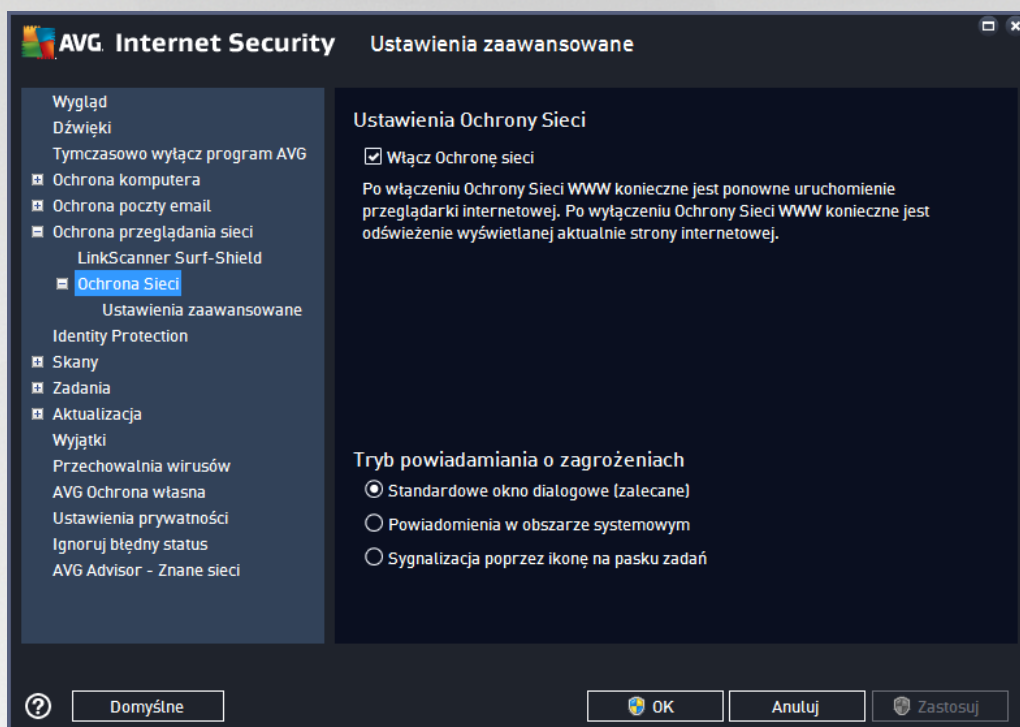 AVG. Internet Security Ustawienia zaawansowane
Wygląd
Dźwięki
Tymczasowo wyłącz program AVG
Ochrona komputera
Ochrona poczty email
Ochrona przeglądania sieci
LinkScanner Surf-Shield
Ochrona Sieci
Ustawienia zaawansowane
Identity Protection
Skany
Zadania
Aktualizacja
Wyjątki
Przechowalnia wirusów
AVG Ochrona własna
Ustawienia prywatności
Ignoruj błędny status
AVG Advisor - Znane sieci
Ustawienia Ochrony Sieci
Włącz Ochronę sieci
Po włączeniu Ochrony Sieci WWW konieczne jest ponowne uruchomienie
przeglądarki internetowej. Po wyłączeniu Ochrony Sieci WWW konieczne jest
odświeżenie wyświetlanej aktualnie strony internetowej.
Tryb powiadamiania o zagrożeniach
Standardowe okno dialogowe (zalecane)
Powiadomienia w obszarze systemowym
Sygnalizacja poprzez ikonę na pasku zadań
? Domyślne OK Anuluj Zastosuj